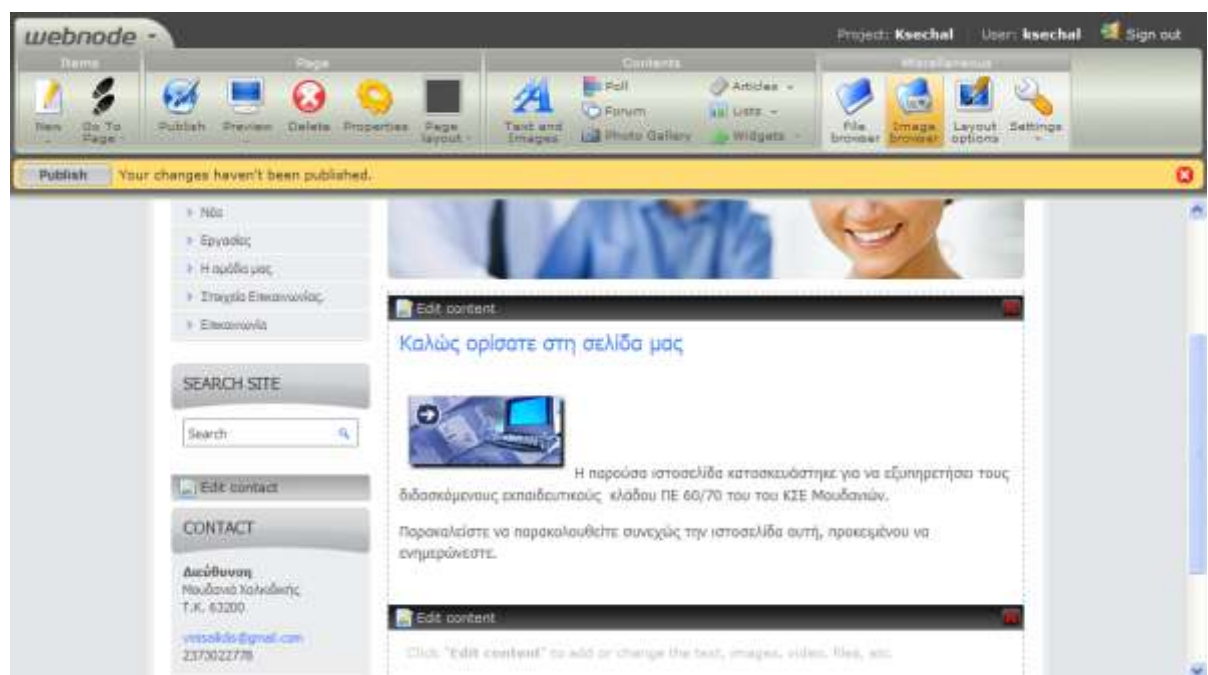 webnode
Project: Ksechal User: ksechal Sign out
Items Page Contents Miscellaneous
New Go To Page Publish Preview Delete Properties Page layout Text and Images Poll Forum Photo Gallery Articles Lists Widgets File browser Image browser Layout options Settings
Publish Your changes haven't been published.
Νέα
Εργασίες
Η ομάδα μας
Στοιχεία Επικοινωνίας
Επικοινωνία
SEARCH SITE
Search
Edit contact
CONTACT
Διεύθυνση
Μουδανιά Χαλκιδικής
Τ.Κ. 63200
2373022778
Edit content
Καλώς ορίσατε στη σελίδα μας
Η παρούσα ιστοσελίδα κατασκευάστηκε για να εξυπηρετήσει τους
διδασκόμενους εκπαιδευτικούς κλάδου ΠΕ 60/70 του του ΚΣΕ Μουδανιών.
Παρακαλείστε να παρακολουθείτε συνεχώς την ιστοσελίδα αυτή, προκειμένου να
ενημερώνεστε.
Edit content
Click "Edit content" to add or change the text, images, video, files, etc.